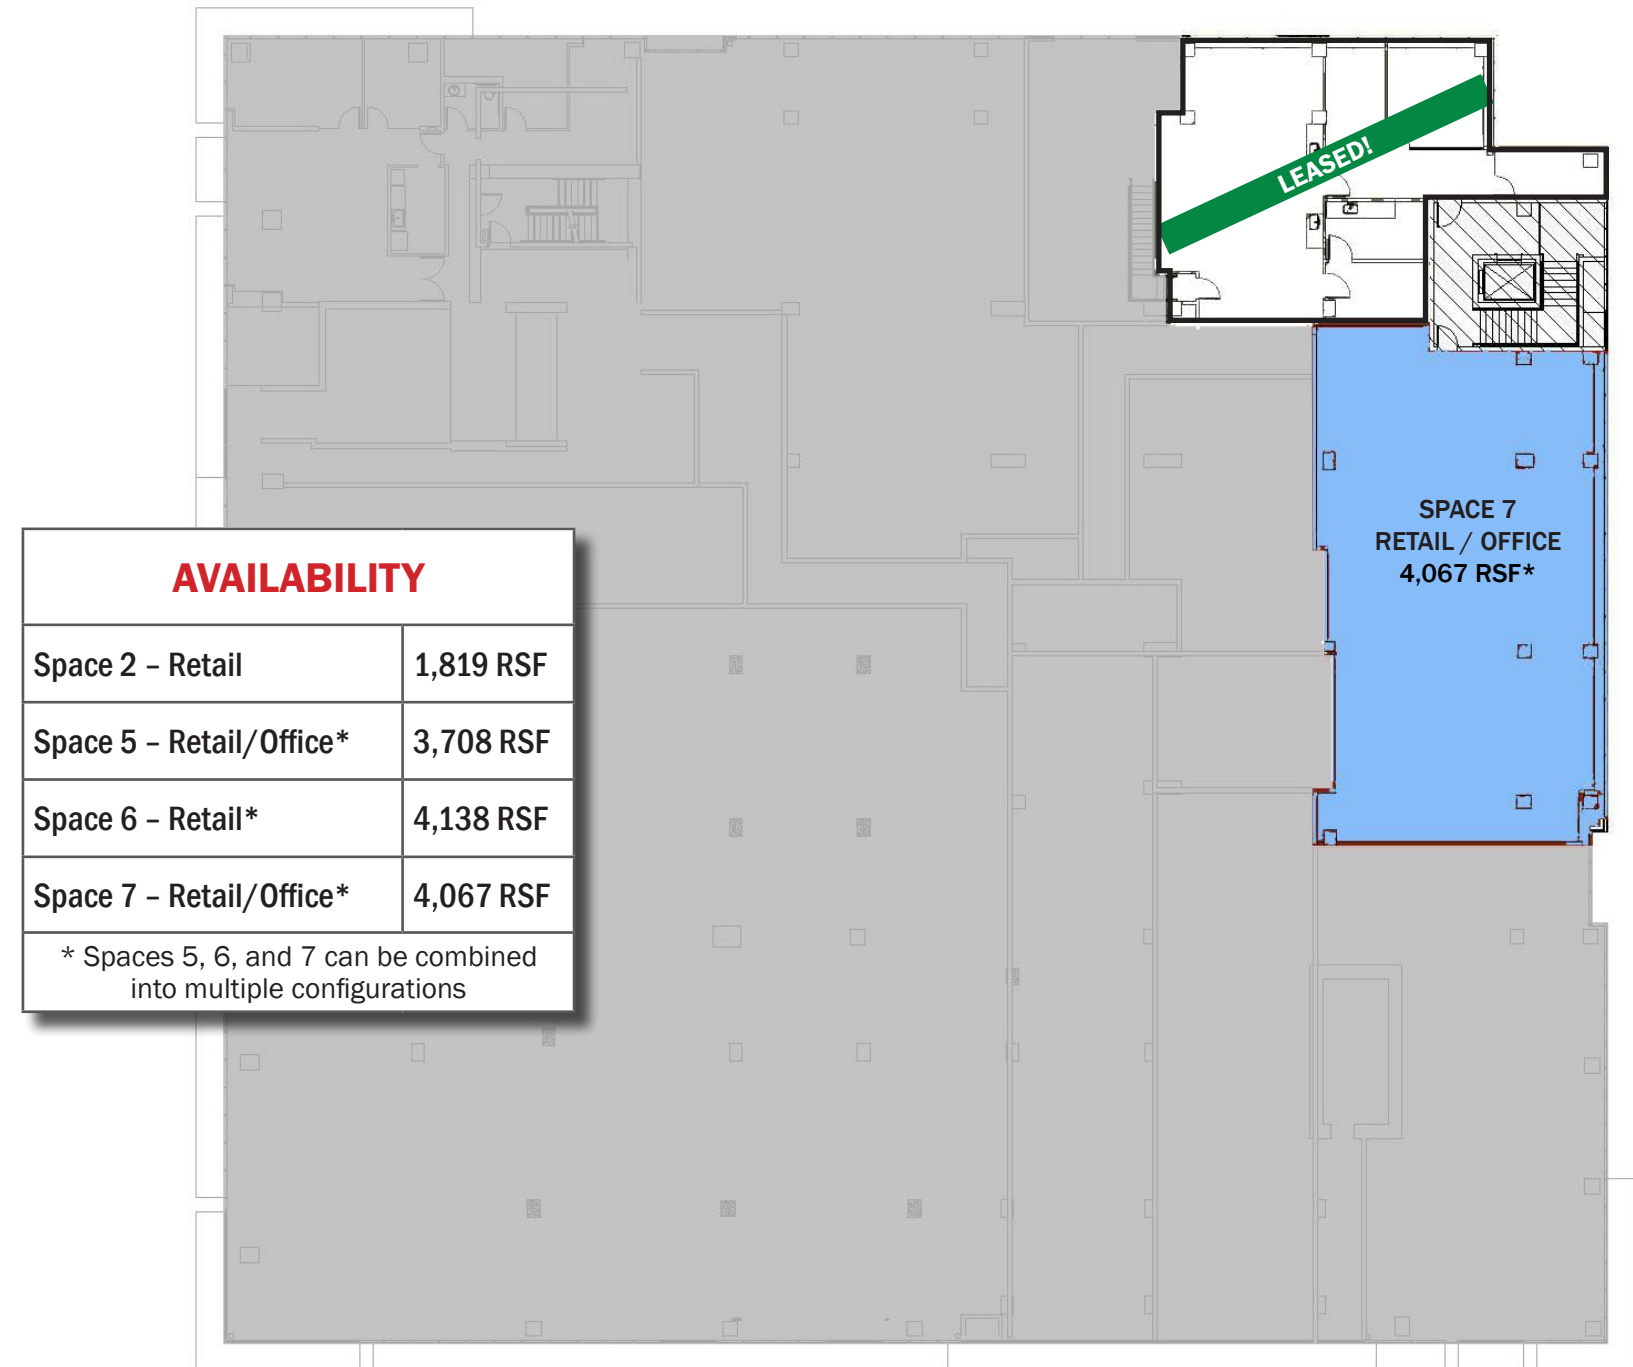 LEASED!
SPACE 7
RETAIL / OFFICE
4,067 RSF*
AVAILABILITY
Space 2 – Retail 1,819 RSF
Space 5 – Retail/Office* 3,708 RSF
Space 6 – Retail* 4,138 RSF
Space 7 – Retail/Office* 4,067 RSF
* Spaces 5, 6, and 7 can be combined
into multiple configurations